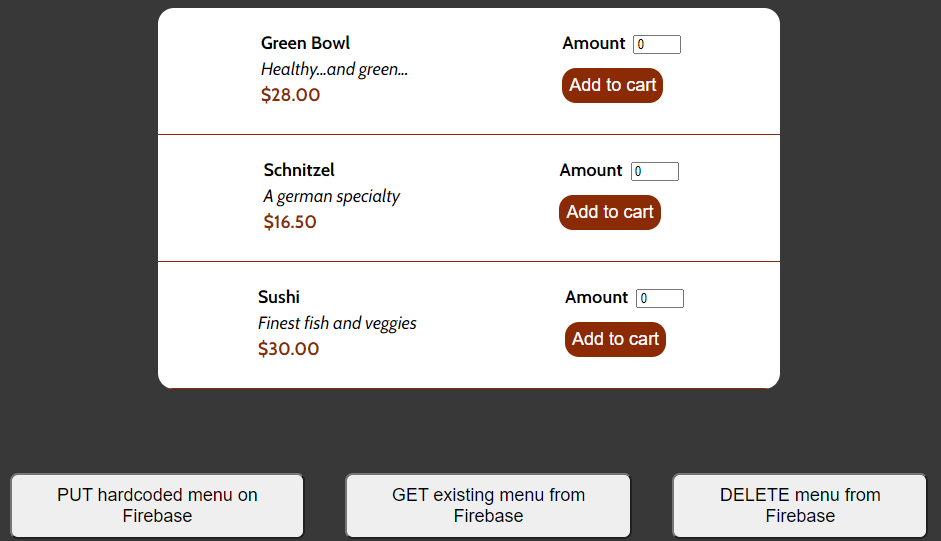 Green Bowl
Amount 0
Healthy...and green...
$28.00
Add to cart
Schnitzel
Amount 0
A german specialty
$16.50
Add to cart
Sushi
Amount 0
Finest fish and veggies
$30.00
Add to cart
PUT hardcoded menu on
Firebase
GET existing menu from
Firebase
DELETE menu from
Firebase